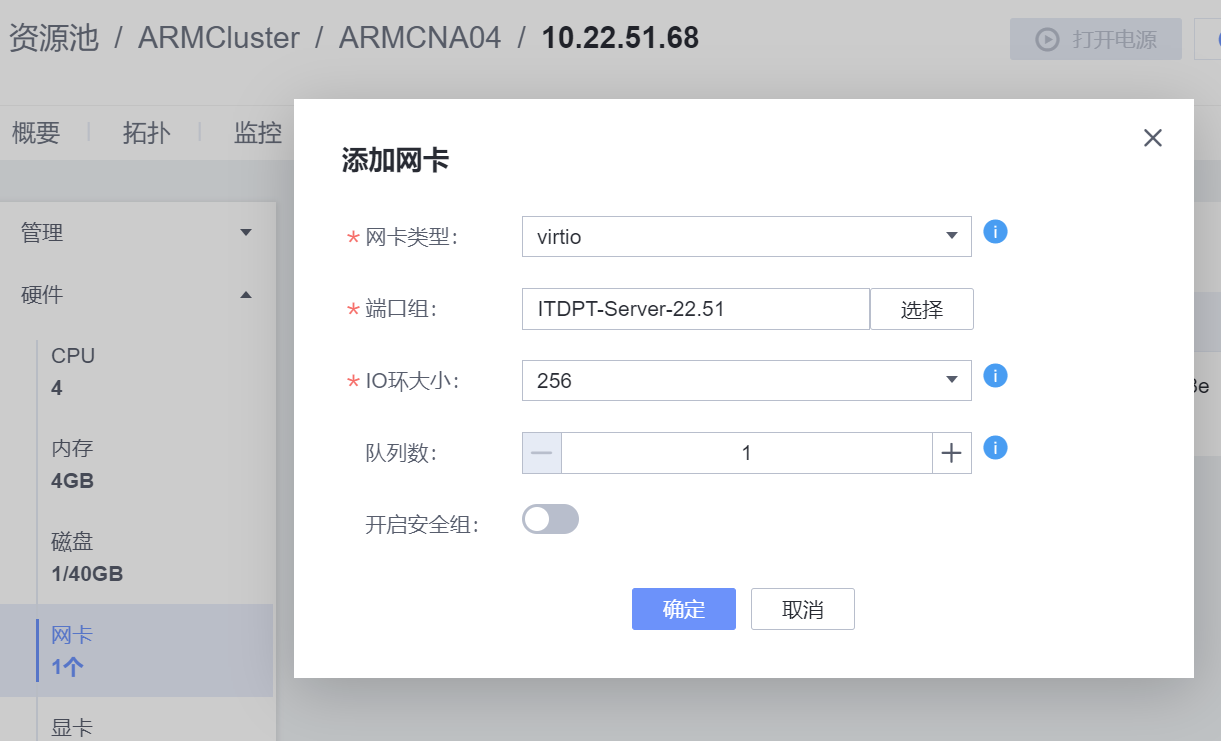 资源池 / ARMCluster / ARMCNA04 / 10.22.51.68
打开电源
概要
拓扑
监控
管理
硬件
CPU
4
内存
4GB
磁盘
1/40GB
网卡
1个
显卡
添加网卡
* 网卡类型:
virtio
* 端口组:
ITDPT-Server-22.51
选择
* IO环大小:
256
队列数:
1
开启安全组:
确定
取消